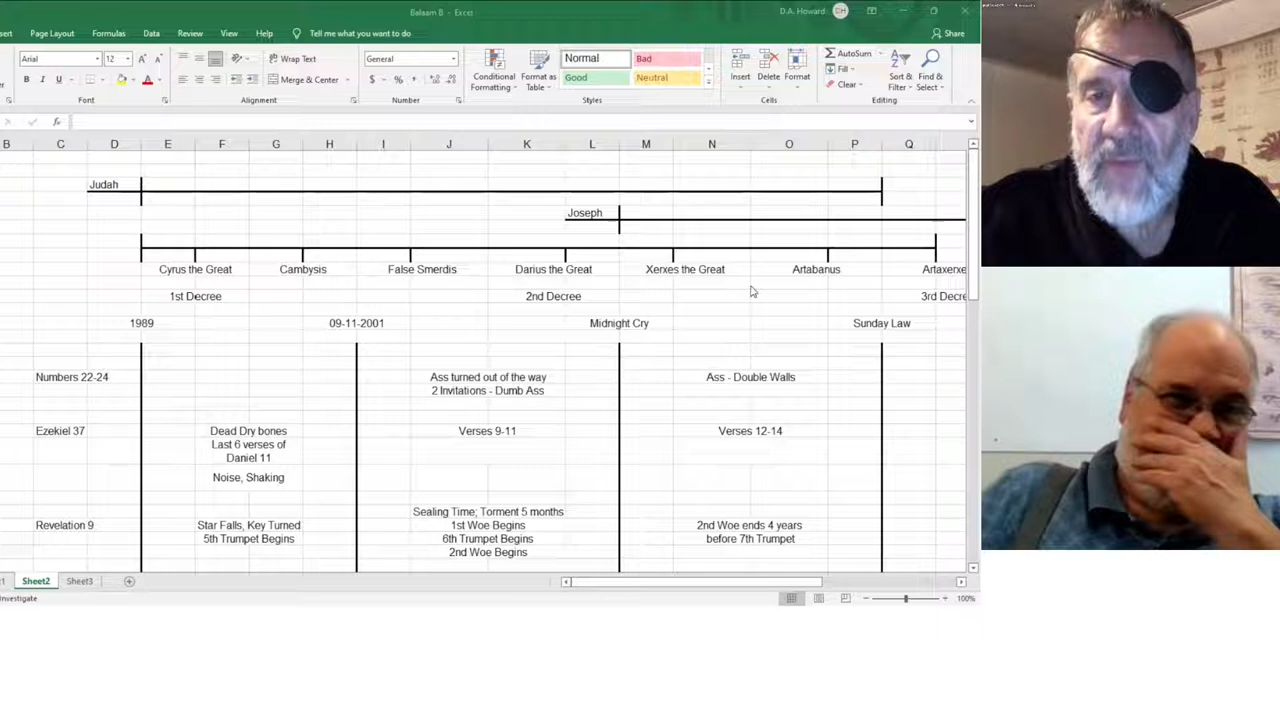 Balaam B - Excel
D.A. Howard
CH
Page Layout Formulas Data Review View Help Tell me what you want to do Share
Arial 12 A A Wrap Text General Normal Bad AutoSum
B I U A Merge & Center $ % , Good Neutral Fill
Conditional Formatting Format as Table Insert Delete Format Clear Sort & Filter Find & Select
Font Alignment Number Styles Cells Editing
fx
B C D E F G H I J K L M N O P Q
Judah
Joseph
Cyrus the Great Cambysis False Smerdis Darius the Great Xerxes the Great Artabanus Artaxerxe
1st Decree 2nd Decree 3rd Decre
1989 09-11-2001 Midnight Cry Sunday Law
Numbers 22-24 Ass turned out of the way Ass - Double Walls
2 Invitations - Dumb Ass
Ezekiel 37 Dead Dry bones Verses 9-11 Verses 12-14
Last 6 verses of
Daniel 11
Noise, Shaking
Sealing Time; Torment 5 months
Revelation 9 Star Falls, Key Turned 1st Woe Begins 2nd Woe ends 4 years
5th Trumpet Begins 6th Trumpet Begins before 7th Trumpet
2nd Woe Begins
Sheet2 Sheet3
Investigate 100%